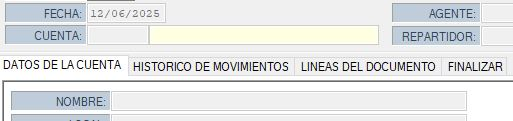 FECHA: 12/06/2025 AGENTE:
CUENTA: REPARTIDOR:
DATOS DE LA CUENTA HISTORICO DE MOVIMIENTOS LINEAS DEL DOCUMENTO FINALIZAR
NOMBRE: